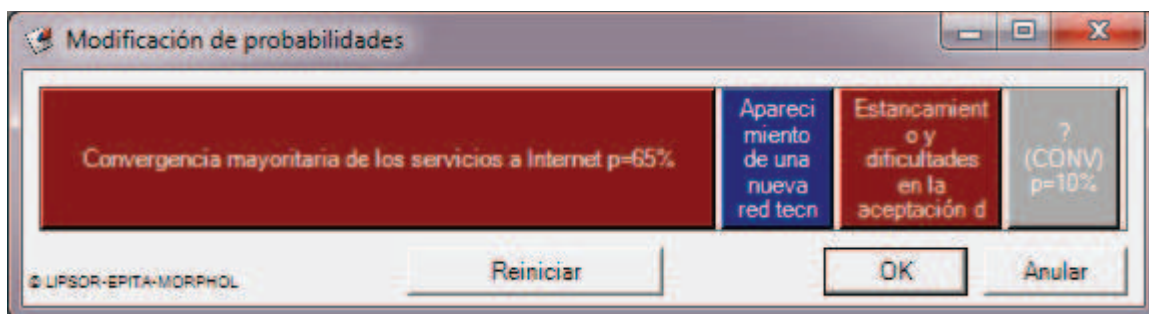 Modificación de probabilidades
Convergencia mayoritaria de los servicios a Internet p=65%
Apareci
miento
de una
nueva
red tecn
Estancamient
o y
dificultades
en la
aceptación d
?
(CONV)
p=10%
© LIPSOR-EPITA-MORPHOL
Reiniciar
OK
Anular